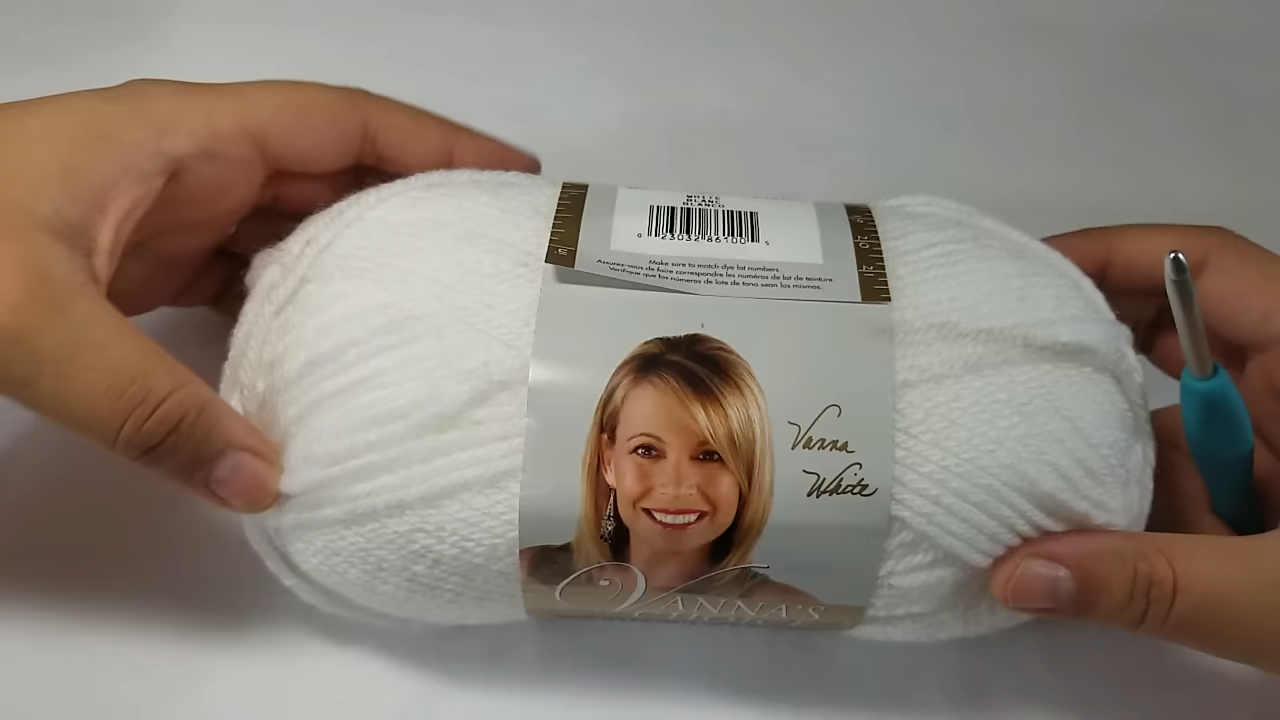 WHITE
BLANC
BLANCO
0 23032 86100 5
Make sure to match dye lot numbers.
Assurez-vous de faire correspondre les numéros de lot de teinture.
Verifique que los números de lote de tono sean los mismos.
Vanna
White
VANNA'S